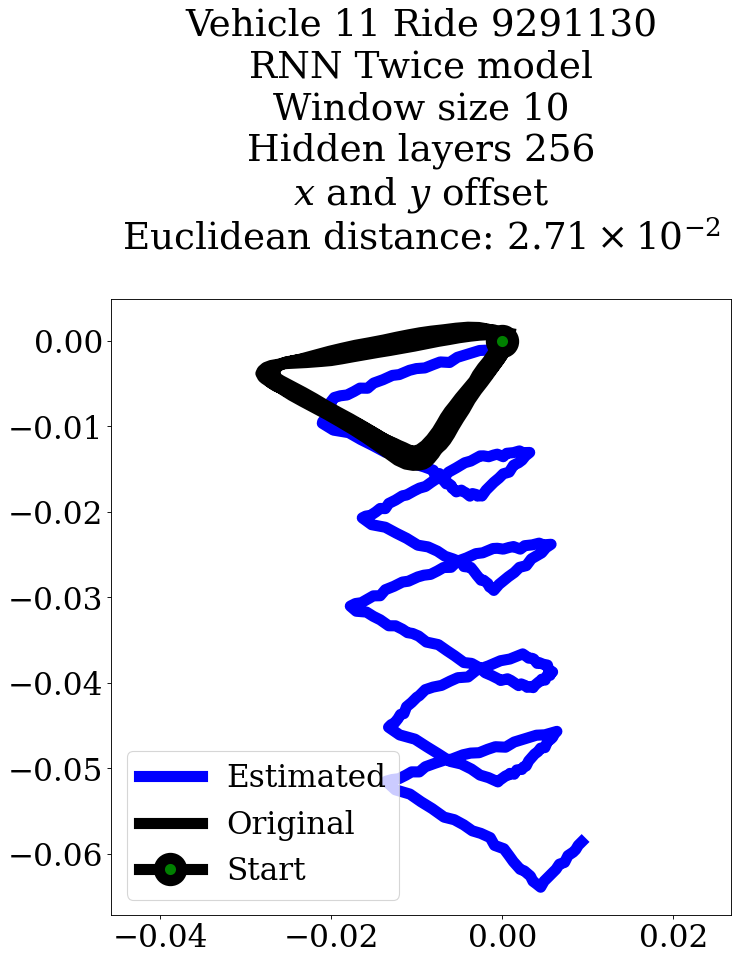 Vehicle 11 Ride 9291130
RNN Twice model
Window size 10
Hidden layers 256
x and y offset
Euclidean distance: 2.71 × 10⁻²
0.00
−0.01
−0.02
−0.03
−0.04
−0.05
−0.06
Estimated
Original
Start
−0.04 −0.02 0.00 0.02